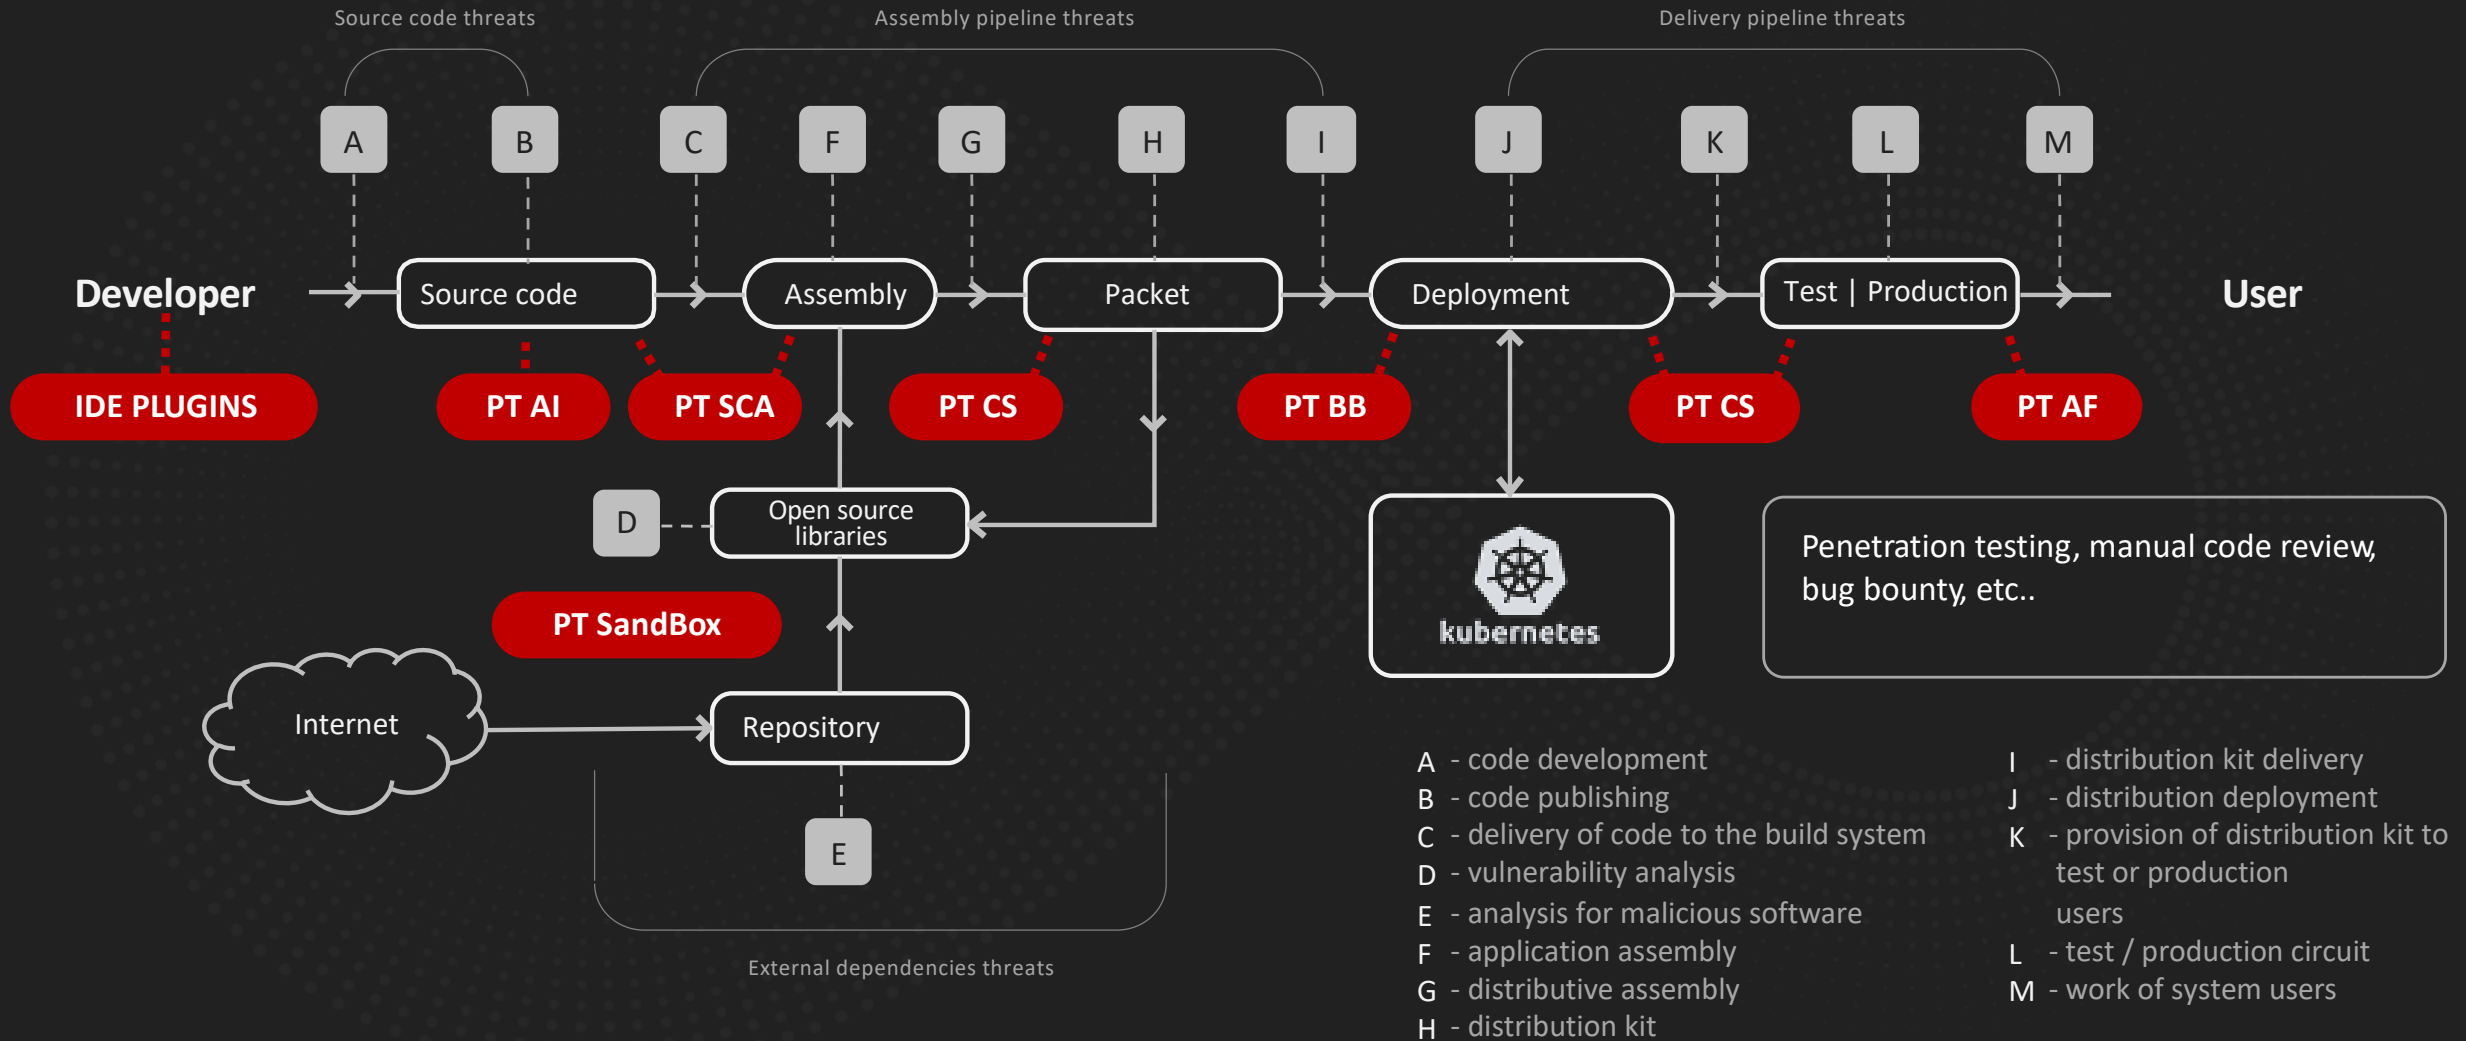 Source code threats
Assembly pipeline threats
Delivery pipeline threats
A
B
C
F
G
H
I
J
K
L
M
Developer
Source code
Assembly
Packet
Deployment
Test | Production
User
IDE PLUGINS
PT AI
PT SCA
PT CS
PT BB
PT CS
PT AF
D
Open source
libraries
kubernetes
Penetration testing, manual code review,
bug bounty, etc..
PT SandBox
Internet
Repository
E
External dependencies threats
A - code development
B - code publishing
C - delivery of code to the build system
D - vulnerability analysis
E - analysis for malicious software
F - application assembly
G - distributive assembly
H - distribution kit
I - distribution kit delivery
J - distribution deployment
K - provision of distribution kit to
test or production
users
L - test / production circuit
M - work of system users